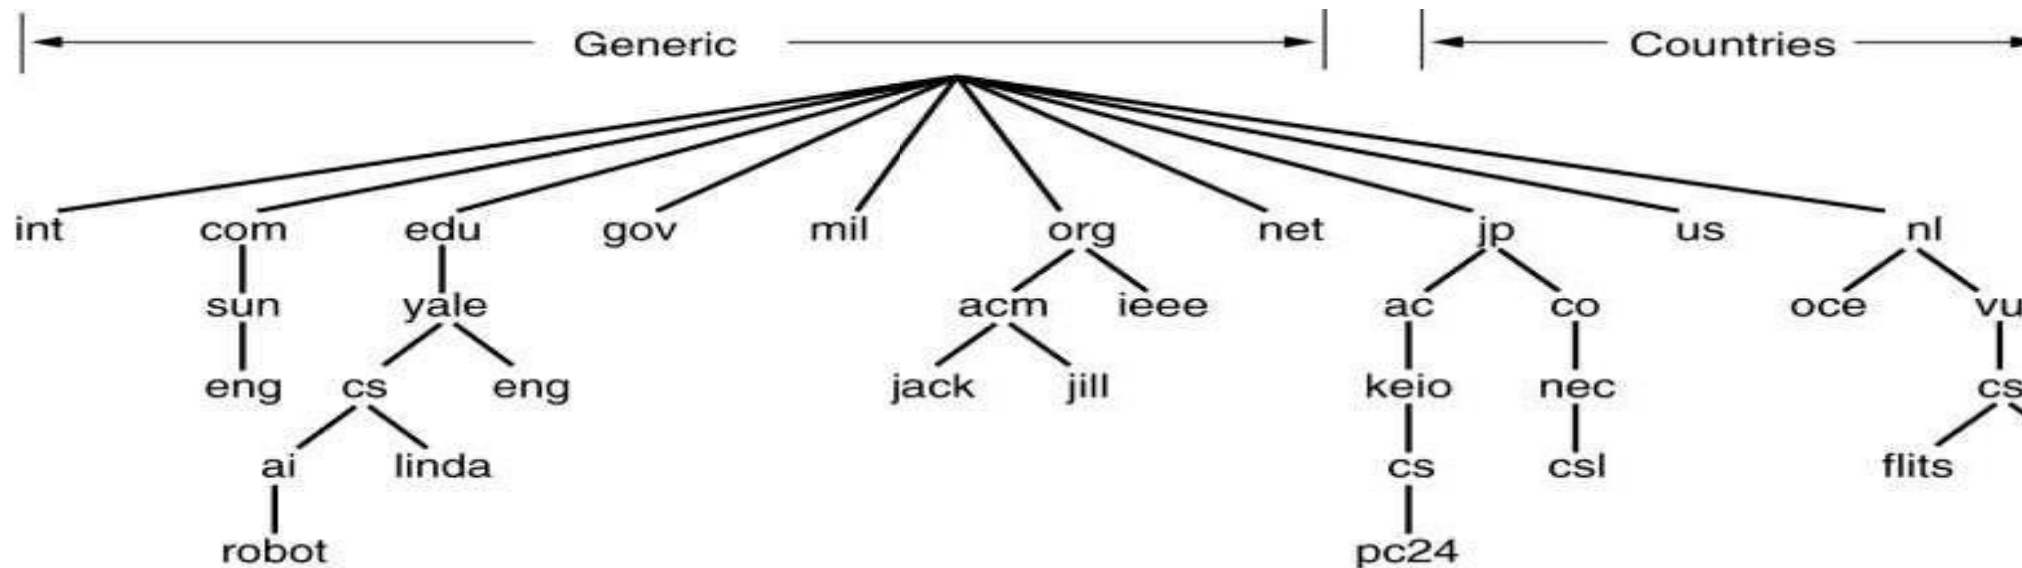 Generic Countries
int com edu gov mil org net jp us nl
sun yale acm ieee ac co oce vu
eng cs eng jack jill keio nec cs
ai linda cs csl flits
robot pc24